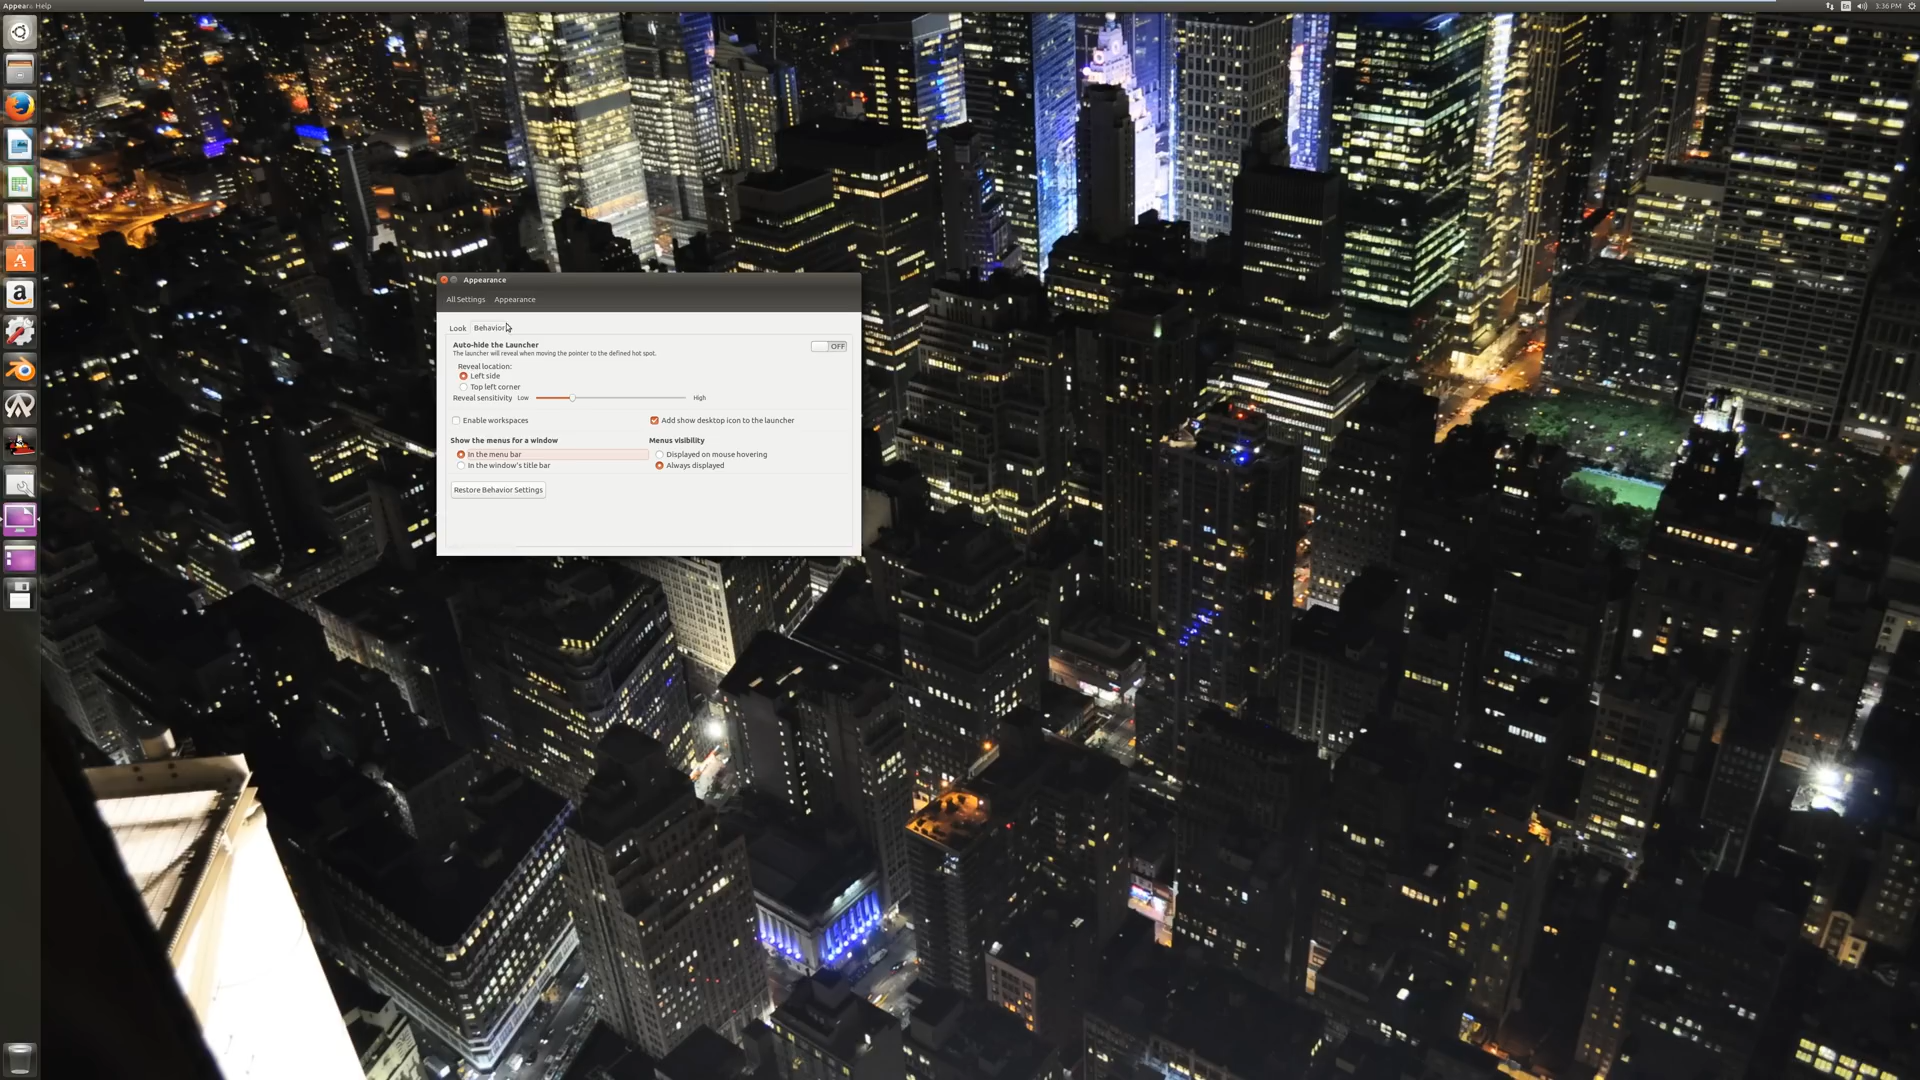 Appeara Help
En
3:36 PM
Appearance
All Settings Appearance
Look Behavior
Auto-hide the Launcher
OFF
The launcher will reveal when moving the pointer to the defined hot spot.
Reveal location:
Left side
Top left corner
Reveal sensitivity Low High
Enable workspaces
Add show desktop icon to the launcher
Show the menus for a window
Menus visibility
In the menu bar
Displayed on mouse hovering
In the window's title bar
Always displayed
Restore Behavior Settings